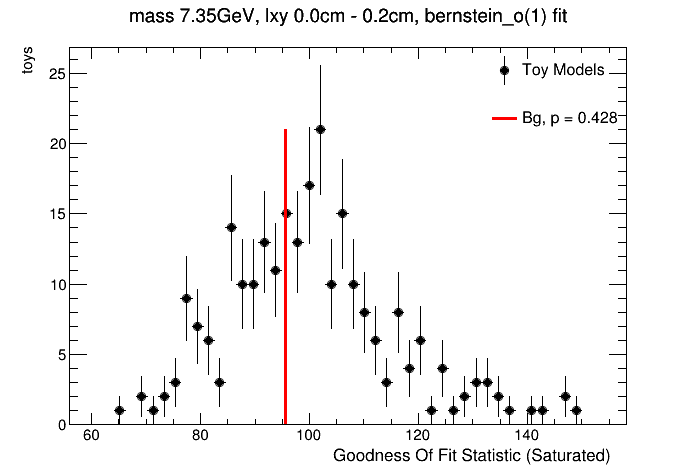 mass 7.35GeV, lxy 0.0cm - 0.2cm, bernstein_o(1) fit
toys
Toy Models
Bg, p = 0.428
25
20
15
10
5
0
60 80 100 120 140
Goodness Of Fit Statistic (Saturated)